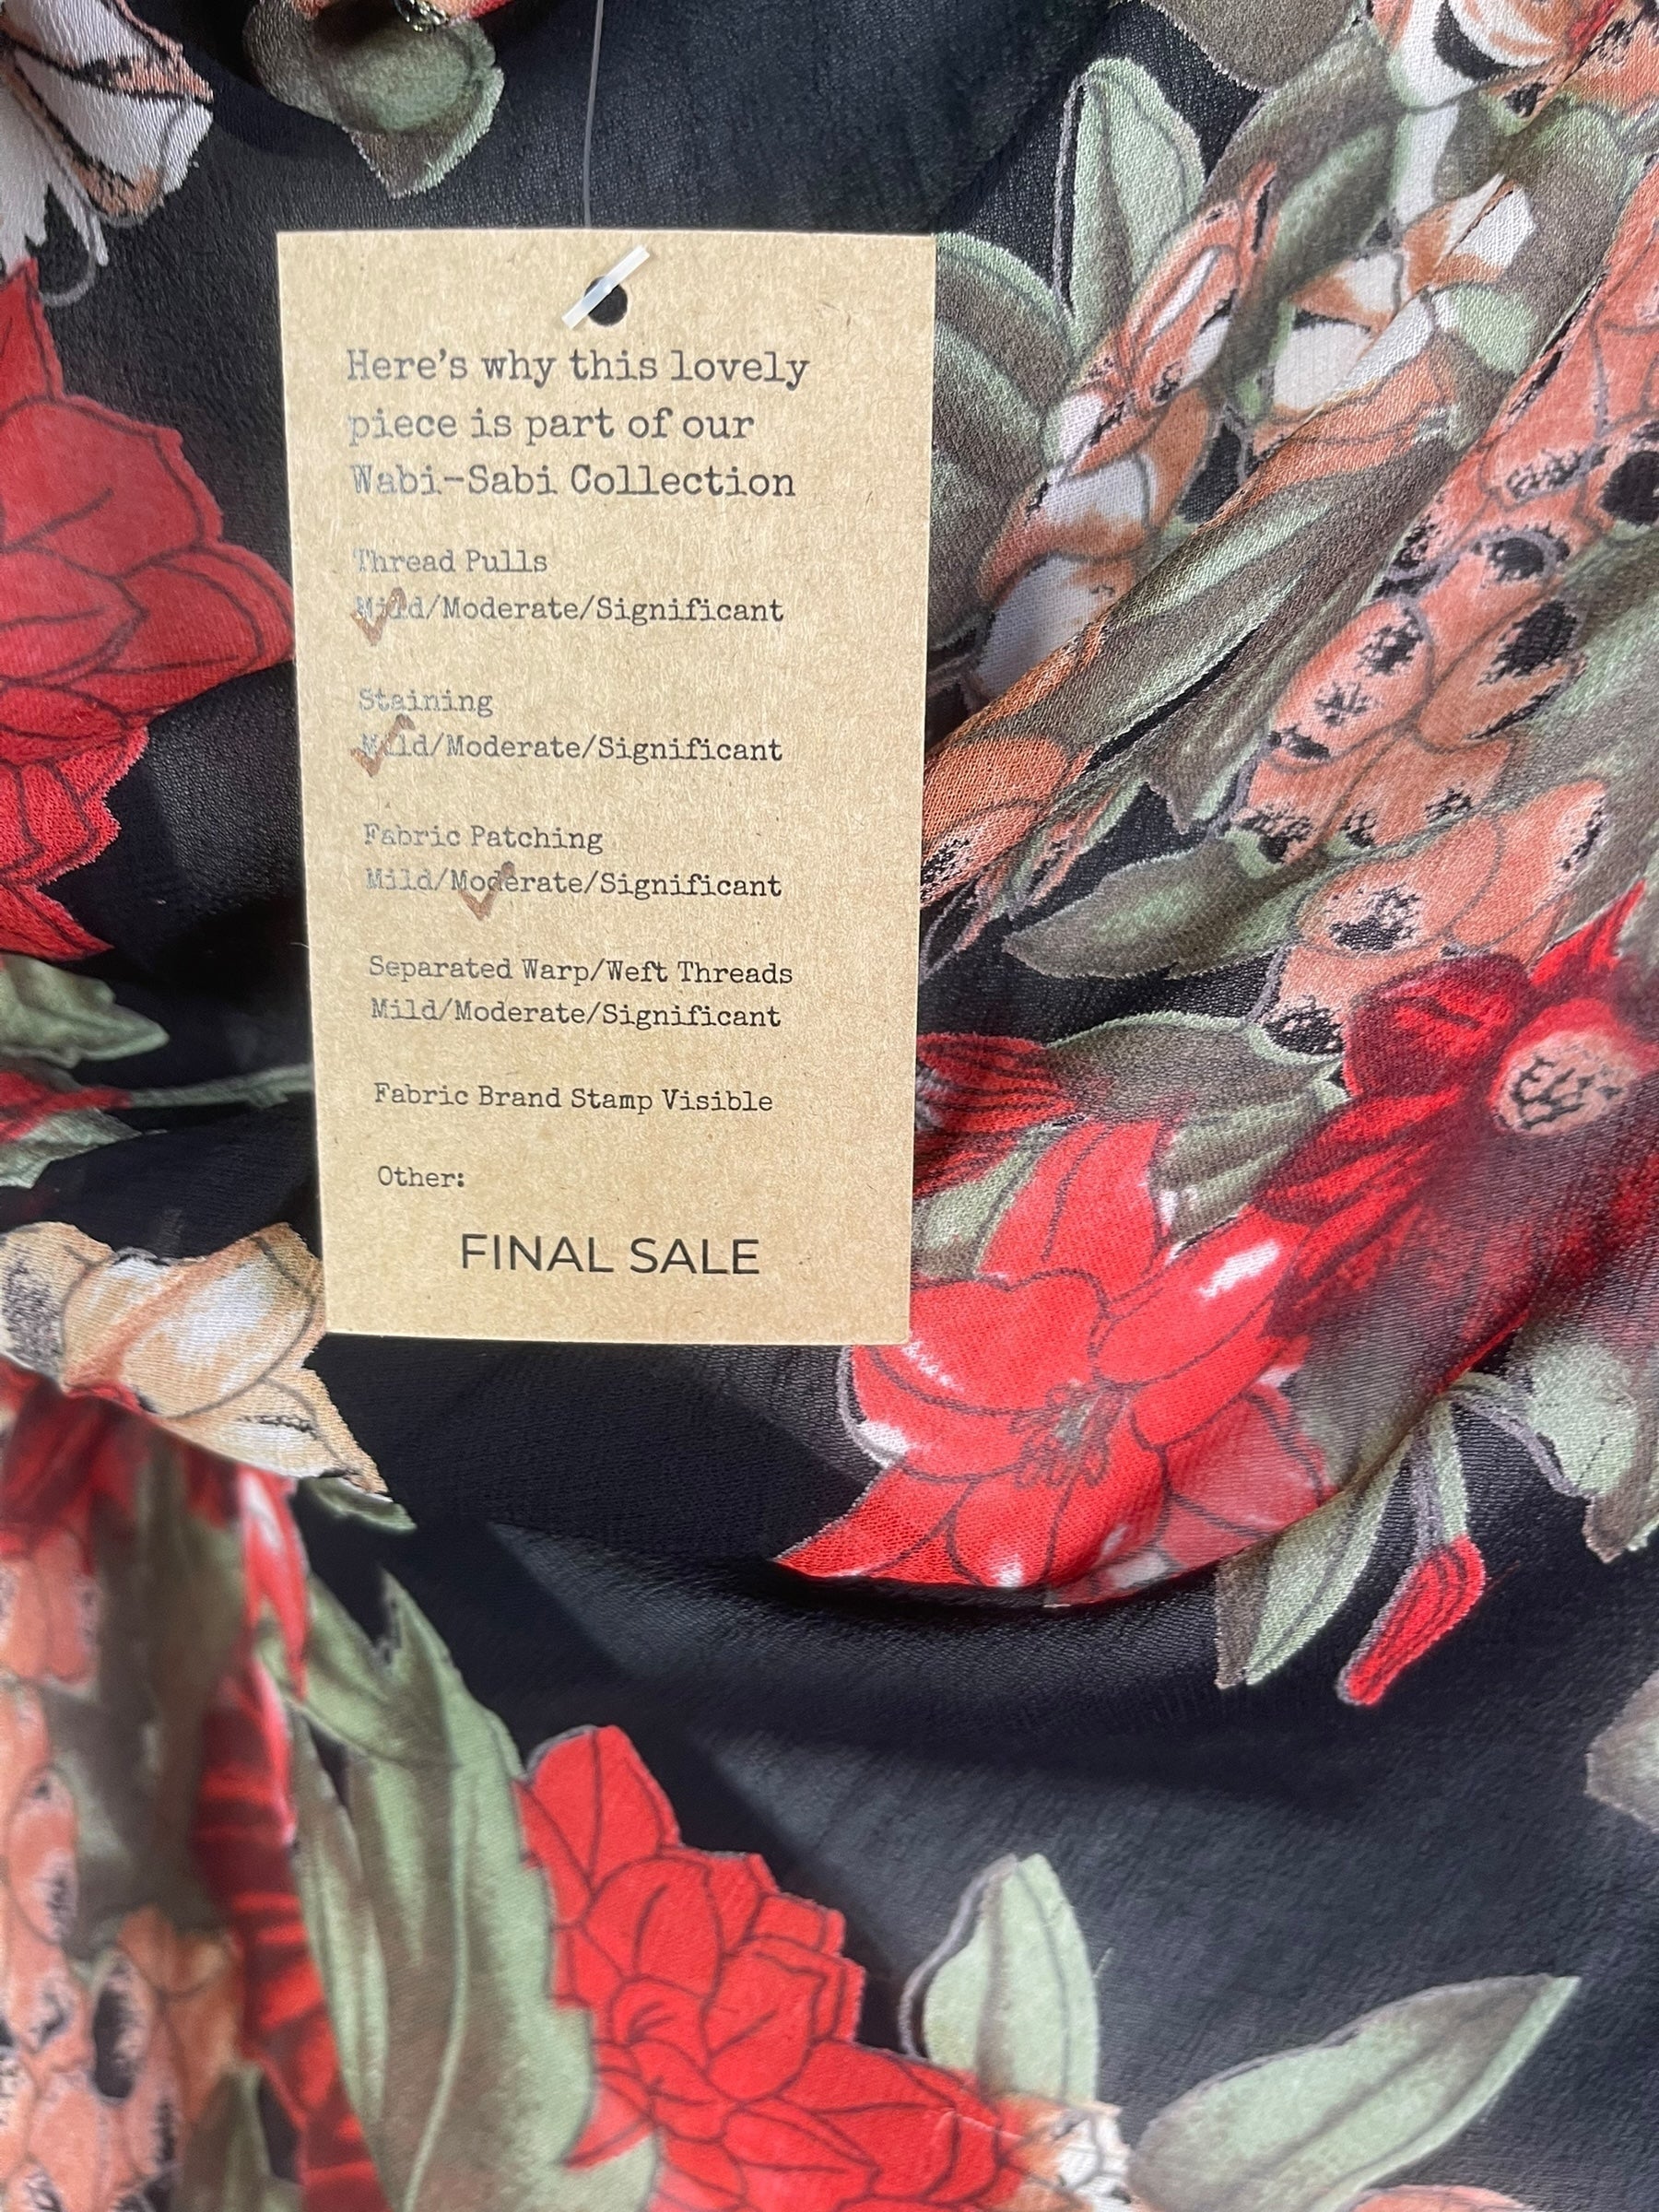 Here's why this lovely
piece is part of our
Wabi-Sabi Collection
Thread Pulls
Mild/Moderate/Significant
Staining
Mild/Moderate/Significant
Fabric Patching
Mild/Moderate/Significant
Separated Warp/Weft Threads
Mild/Moderate/Significant
Fabric Brand Stamp Visible
Other:
FINAL SALE